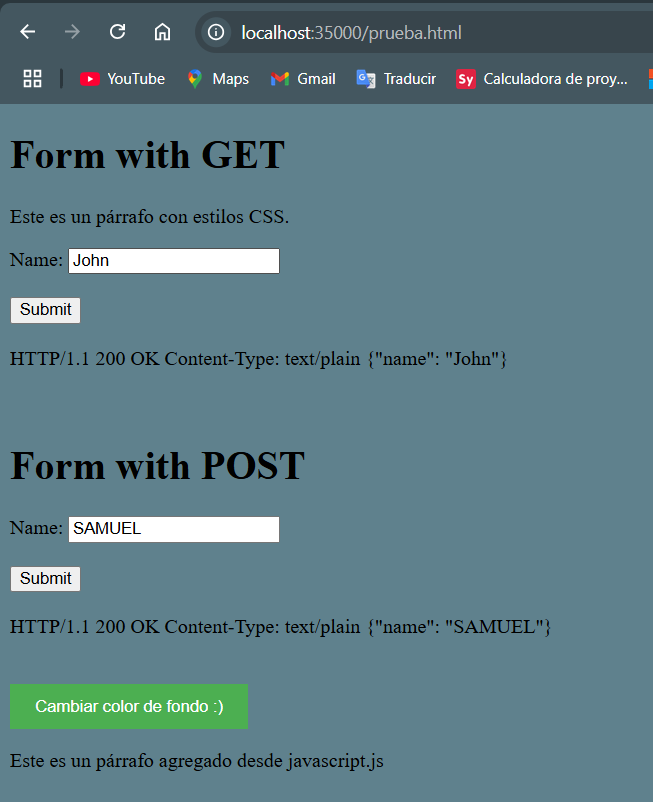 localhost:35000/prueba.html
YouTube Maps Gmail Traducir Sy Calculadora de proy...
Form with GET
Este es un párrafo con estilos CSS.
Name: John
Submit
HTTP/1.1 200 OK Content-Type: text/plain {"name": "John"}
Form with POST
Name: SAMUEL
Submit
HTTP/1.1 200 OK Content-Type: text/plain {"name": "SAMUEL"}
Cambiar color de fondo :)
Este es un párrafo agregado desde javascript.js